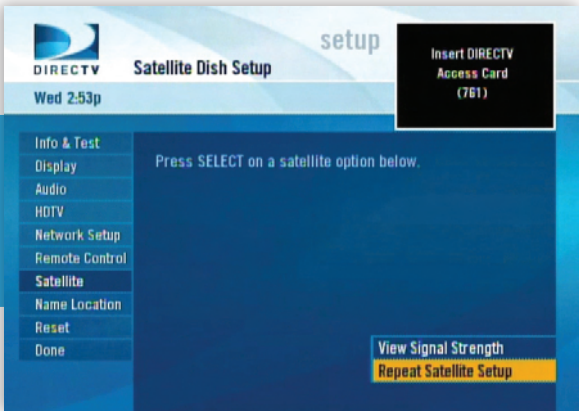 setup
Insert DIRECTV
Access Card
(761)
DIRECTV
Satellite Dish Setup
Wed 2:53p
Info & Test
Display
Audio
HDTV
Network Setup
Remote Control
Satellite
Name Location
Reset
Done
Press SELECT on a satellite option below.
View Signal Strength
Repeat Satellite Setup